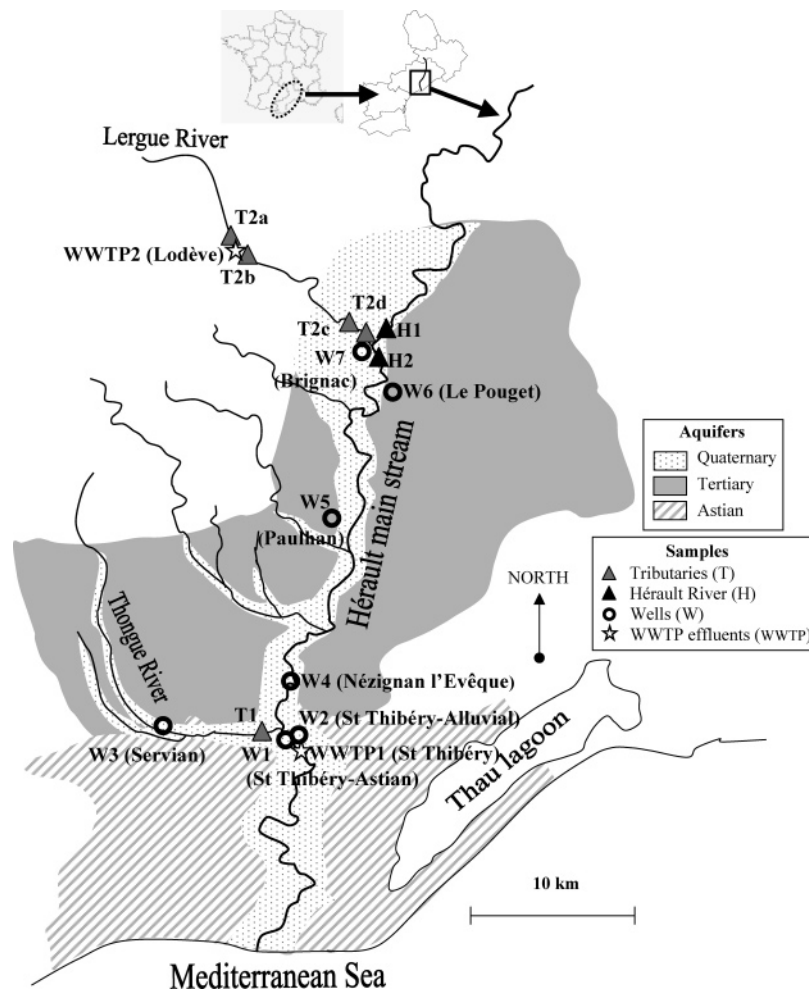 Lergue River
T2a
WWTP2 (Lodève)
T2b
T2d
T2c
H1
W7
H2
(Brignac)
W6 (Le Pouget)
Hérault main stream
Aquifers
Quaternary
Tertiary
Astian
W5
(Paulhan)
Samples
Tributaries (T)
Hérault River (H)
Wells (W)
WWTP effluents (WWTP)
NORTH
Thongue River
W4 (Nézignan l'Evêque)
T1
W2 (St Thibéry-Alluvial)
W3 (Servian)
W1
WWTP1 (St Thibéry)
(St Thibéry-Astian)
Thau lagoon
10 km
Mediterranean Sea